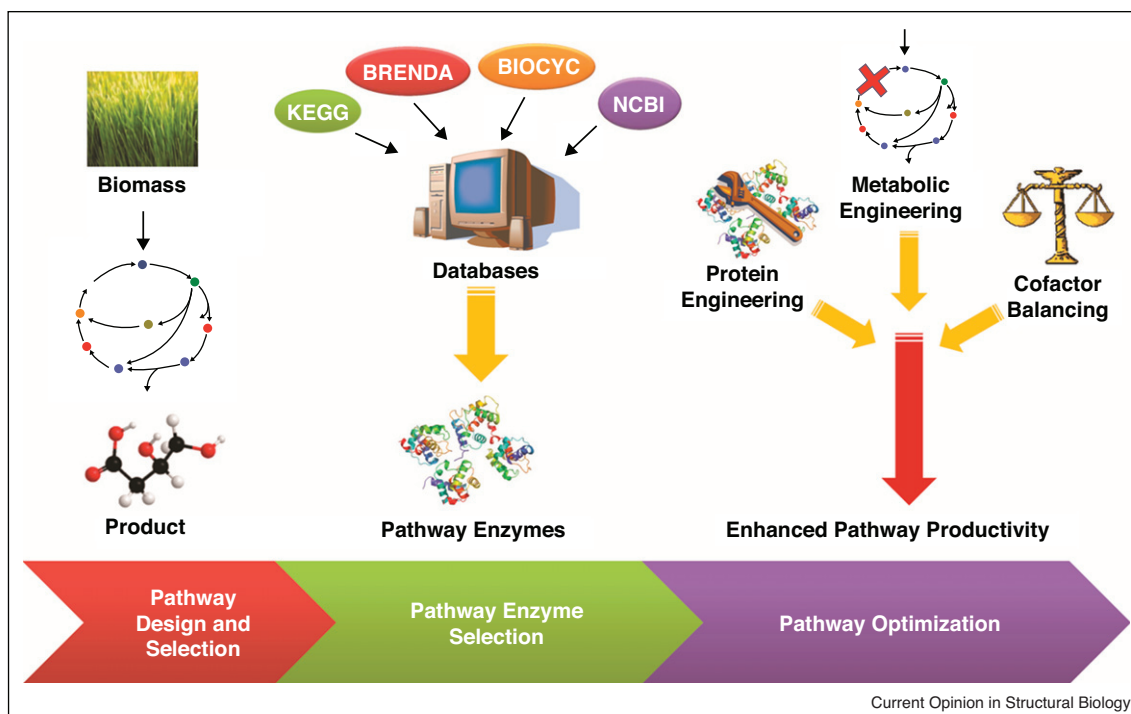 KEGG
BRENDA
BIOCYC
NCBI
Biomass
Databases
Metabolic
Engineering
Protein
Engineering
Cofactor
Balancing
Product
Pathway Enzymes
Enhanced Pathway Productivity
Pathway
Design and
Selection
Pathway Enzyme
Selection
Pathway Optimization
Current Opinion in Structural Biology